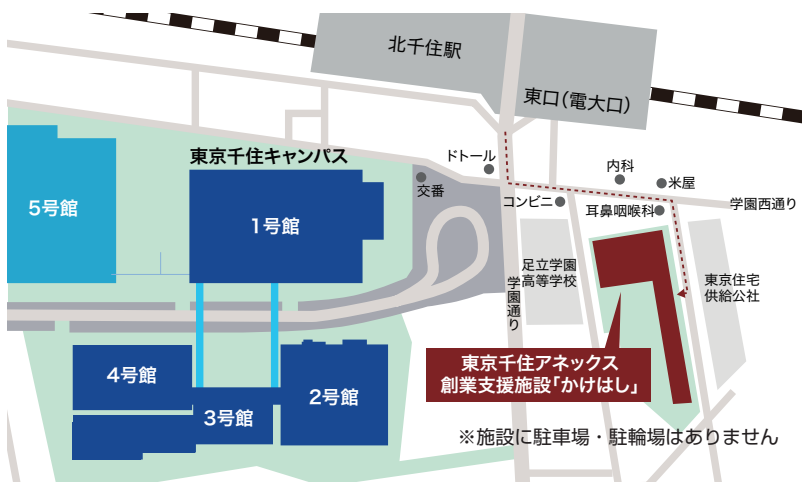 北千住駅
東口(電大口)
東京千住キャンパス
ドトール
内科
米屋
交番
コンビニ
耳鼻咽喉科
学園西通り
5号館
1号館
足立学園
高等学校
学園通り
東京住宅
供給公社
4号館
3号館
2号館
東京千住アネックス
創業支援施設「かけはし」
※施設に駐車場・駐輪場はありません